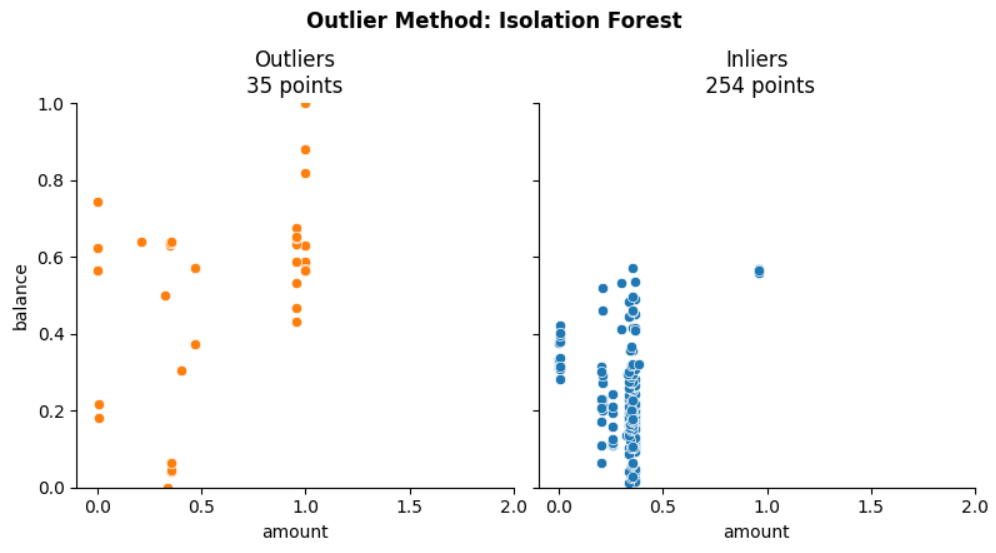 Outlier Method: Isolation Forest
Outliers
35 points
Inliers
254 points
1.0
0.8
0.6
0.4
0.2
0.0
balance
0.0 0.5 1.0 1.5 2.0
amount
0.0 0.5 1.0 1.5 2.0
amount